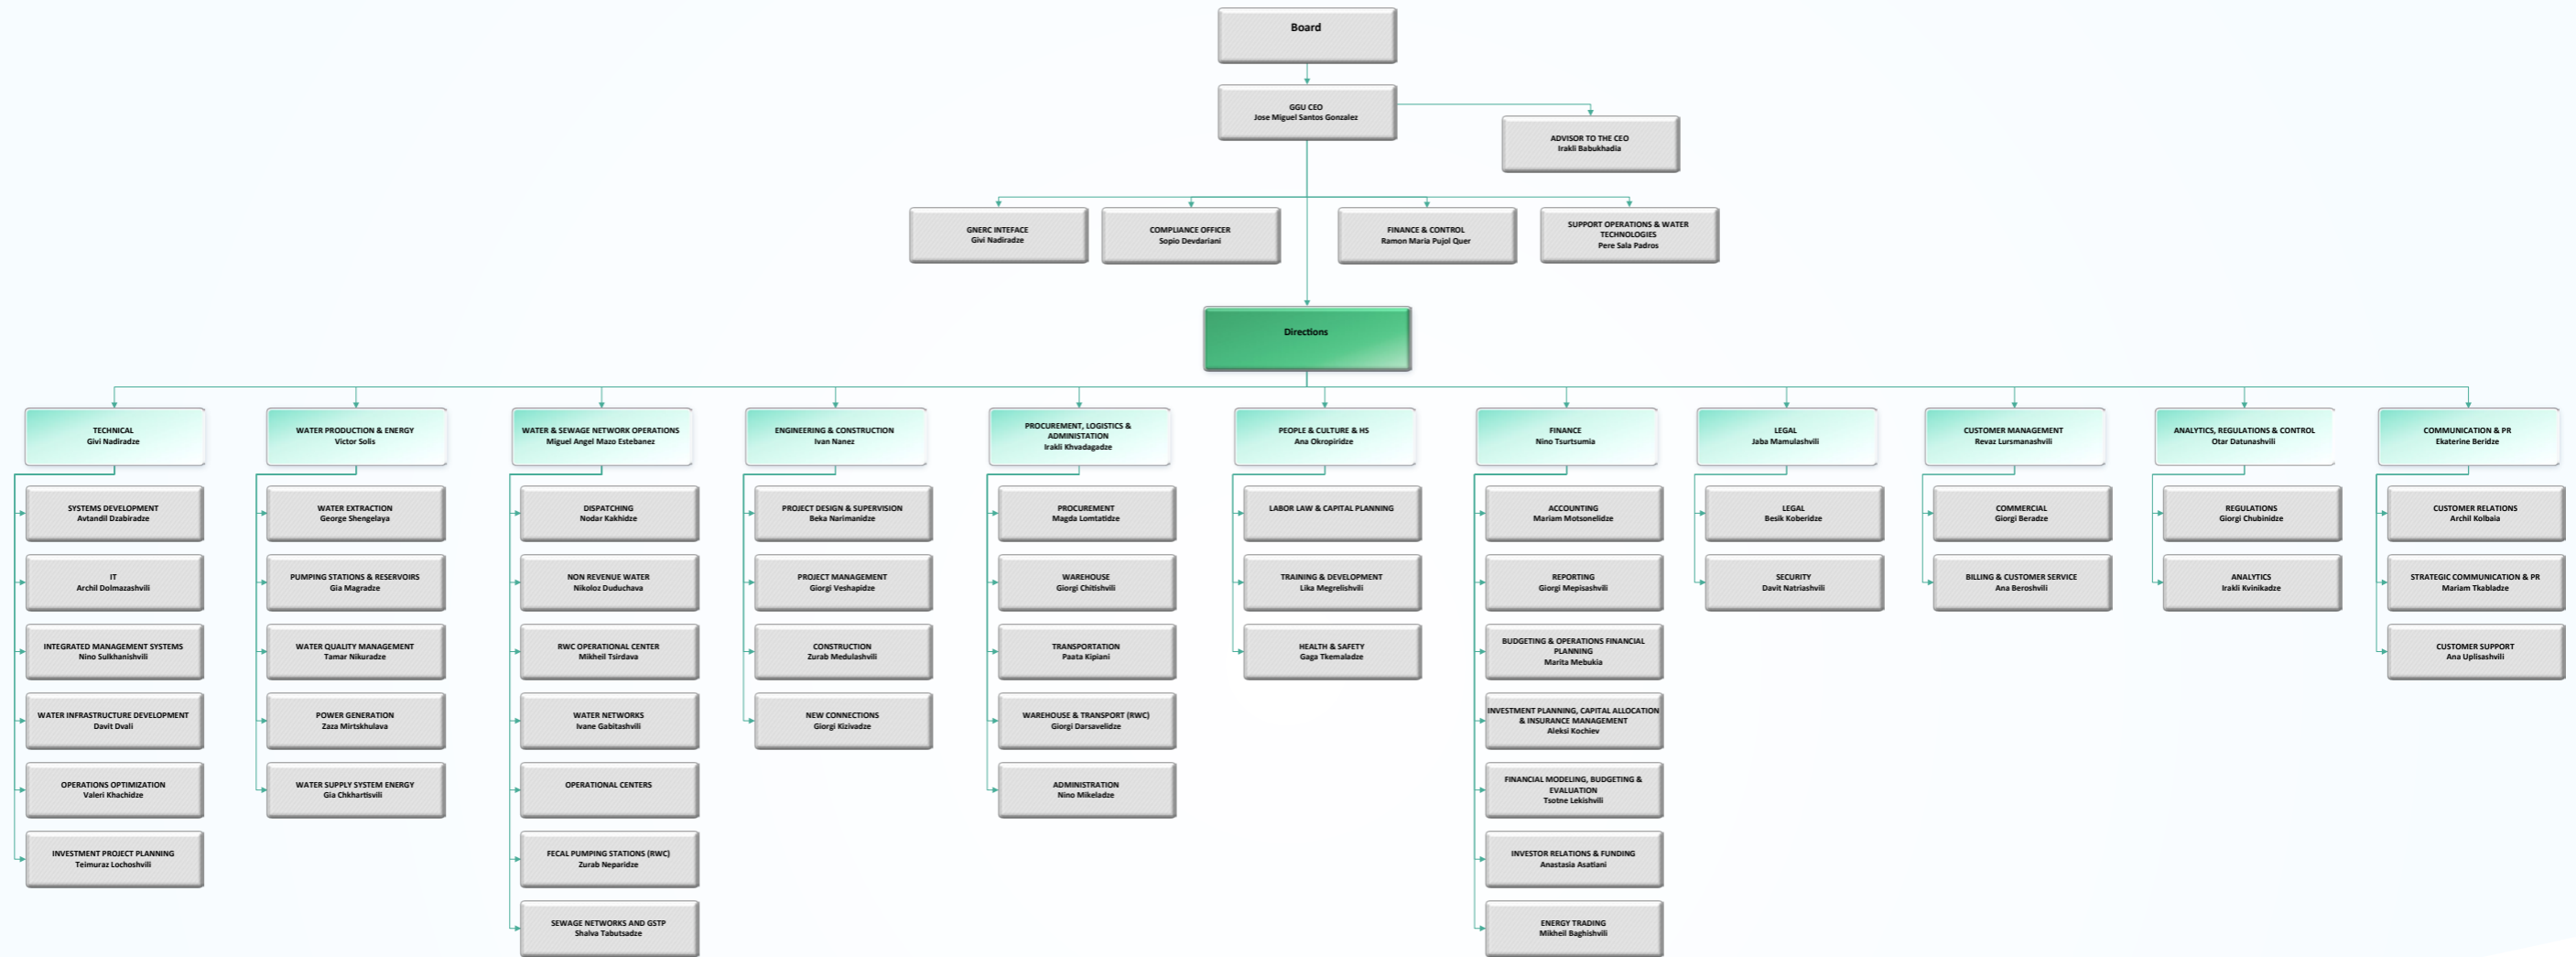 Board
GGU CEO
Jose Miguel Santos Gonzalez
ADVISOR TO THE CEO
Irakli Babukhadia
GNERC INTEFACE
Givi Nadiradze
COMPLIANCE OFFICER
Sopio Devdariani
FINANCE & CONTROL
Ramon Maria Pujol Quer
SUPPORT OPERATIONS & WATER
TECHNOLOGIES
Pere Sala Padros
Directions
TECHNICAL
Givi Nadiradze
SYSTEMS DEVELOPMENT
Avtandil Dzabiradze
IT
Archil Dolmazashvili
INTEGRATED MANAGEMENT SYSTEMS
Nino Sulkhanishvili
WATER INFRASTRUCTURE DEVELOPMENT
Davit Dvali
OPERATIONS OPTIMIZATION
Valeri Khachidze
INVESTMENT PROJECT PLANNING
Teimuraz Lochoshvili
WATER PRODUCTION & ENERGY
Victor Solis
WATER EXTRACTION
George Shengelaya
PUMPING STATIONS & RESERVOIRS
Gia Magradze
WATER QUALITY MANAGEMENT
Tamar Nikuradze
POWER GENERATION
Zaza Mirtskhulava
WATER SUPPLY SYSTEM ENERGY
Gia Chkhartisvili
WATER & SEWAGE NETWORK OPERATIONS
Miguel Angel Mazo Estebanez
DISPATCHING
Nodar Kakhidze
NON REVENUE WATER
Nikoloz Duduchava
RWC OPERATIONAL CENTER
Mikheil Tsirdava
WATER NETWORKS
Ivane Gabitashvili
OPERATIONAL CENTERS
FECAL PUMPING STATIONS (RWC)
Zurab Neparidze
SEWAGE NETWORKS AND GSTP
Shalva Tabutsadze
ENGINEERING & CONSTRUCTION
Ivan Nanez
PROJECT DESIGN & SUPERVISION
Beka Narimanidze
PROJECT MANAGEMENT
Giorgi Veshapidze
CONSTRUCTION
Zurab Medulashvili
NEW CONNECTIONS
Giorgi Kizivadze
PROCUREMENT, LOGISTICS &
ADMINISTATION
Irakli Khvadagadze
PROCUREMENT
Magda Lomtatidze
WAREHOUSE
Giorgi Chitishvili
TRANSPORTATION
Paata Kipiani
WAREHOUSE & TRANSPORT (RWC)
Giorgi Darsavelidze
ADMINISTRATION
Nino Mikeladze
PEOPLE & CULTURE & HS
Ana Okropiridze
LABOR LAW & CAPITAL PLANNING
TRAINING & DEVELOPMENT
Lika Megrelishvili
HEALTH & SAFETY
Gaga Tkemaladze
FINANCE
Nino Tsurtsumia
ACCOUNTING
Mariam Motsonelidze
REPORTING
Giorgi Mepisashvili
BUDGETING & OPERATIONS FINANCIAL
PLANNING
Marita Mebukia
INVESTMENT PLANNING, CAPITAL ALLOCATION
& INSURANCE MANAGEMENT
Aleksi Kochiev
FINANCIAL MODELING, BUDGETING &
EVALUATION
Tsotne Lekishvili
INVESTOR RELATIONS & FUNDING
Anastasia Asatiani
ENERGY TRADING
Mikheil Baghishvili
LEGAL
Jaba Mamulashvili
LEGAL
Besik Koberidze
SECURITY
Davit Natriashvili
CUSTOMER MANAGEMENT
Revaz Lursmanashvili
COMMERCIAL
Giorgi Beradze
BILLING & CUSTOMER SERVICE
Ana Beroshvili
ANALYTICS, REGULATIONS & CONTROL
Otar Datunashvili
REGULATIONS
Giorgi Chubinidze
ANALYTICS
Irakli Kvinikadze
COMMUNICATION & PR
Ekaterine Beridze
CUSTOMER RELATIONS
Archil Kolbaia
STRATEGIC COMMUNICATION & PR
Mariam Tkabladze
CUSTOMER SUPPORT
Ana Uplisashvili